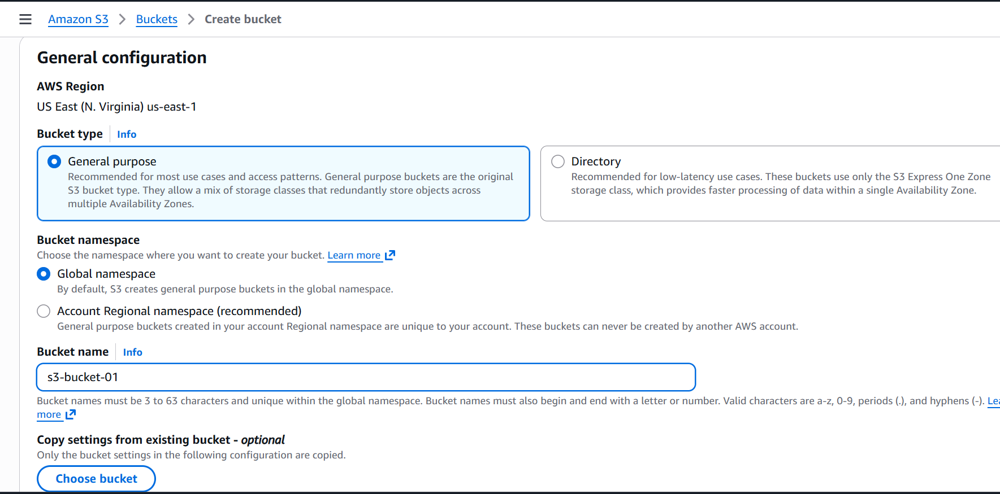 Amazon S3 > Buckets > Create bucket
General configuration
AWS Region
US East (N. Virginia) us-east-1
Bucket type Info
General purpose
Recommended for most use cases and access patterns. General purpose buckets are the original
S3 bucket type. They allow a mix of storage classes that redundantly store objects across
multiple Availability Zones.
Directory
Recommended for low-latency use cases. These buckets use only the S3 Express One Zone
storage class, which provides faster processing of data within a single Availability Zone.
Bucket namespace
Choose the namespace where you want to create your bucket. Learn more
Global namespace
By default, S3 creates general purpose buckets in the global namespace.
Account Regional namespace (recommended)
General purpose buckets created in your account Regional namespace are unique to your account. These buckets can never be created by another AWS account.
Bucket name Info
s3-bucket-01
Bucket names must be 3 to 63 characters and unique within the global namespace. Bucket names must also begin and end with a letter or number. Valid characters are a-z, 0-9, periods (.), and hyphens (-). Lea
more
Copy settings from existing bucket - optional
Only the bucket settings in the following configuration are copied.
Choose bucket